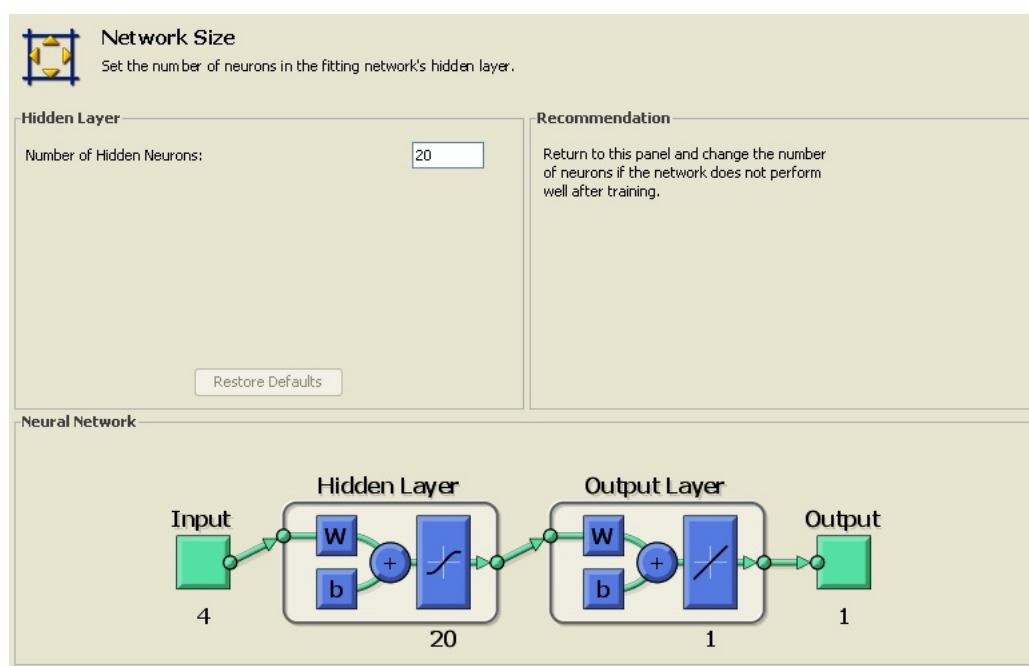 Network Size
Set the number of neurons in the fitting network's hidden layer.
Hidden Layer
Number of Hidden Neurons:
20
Restore Defaults
Recommendation
Return to this panel and change the number
of neurons if the network does not perform
well after training.
Neural Network
Hidden Layer
Output Layer
Input
Output
W
b
+
W
b
+
4
20
1
1